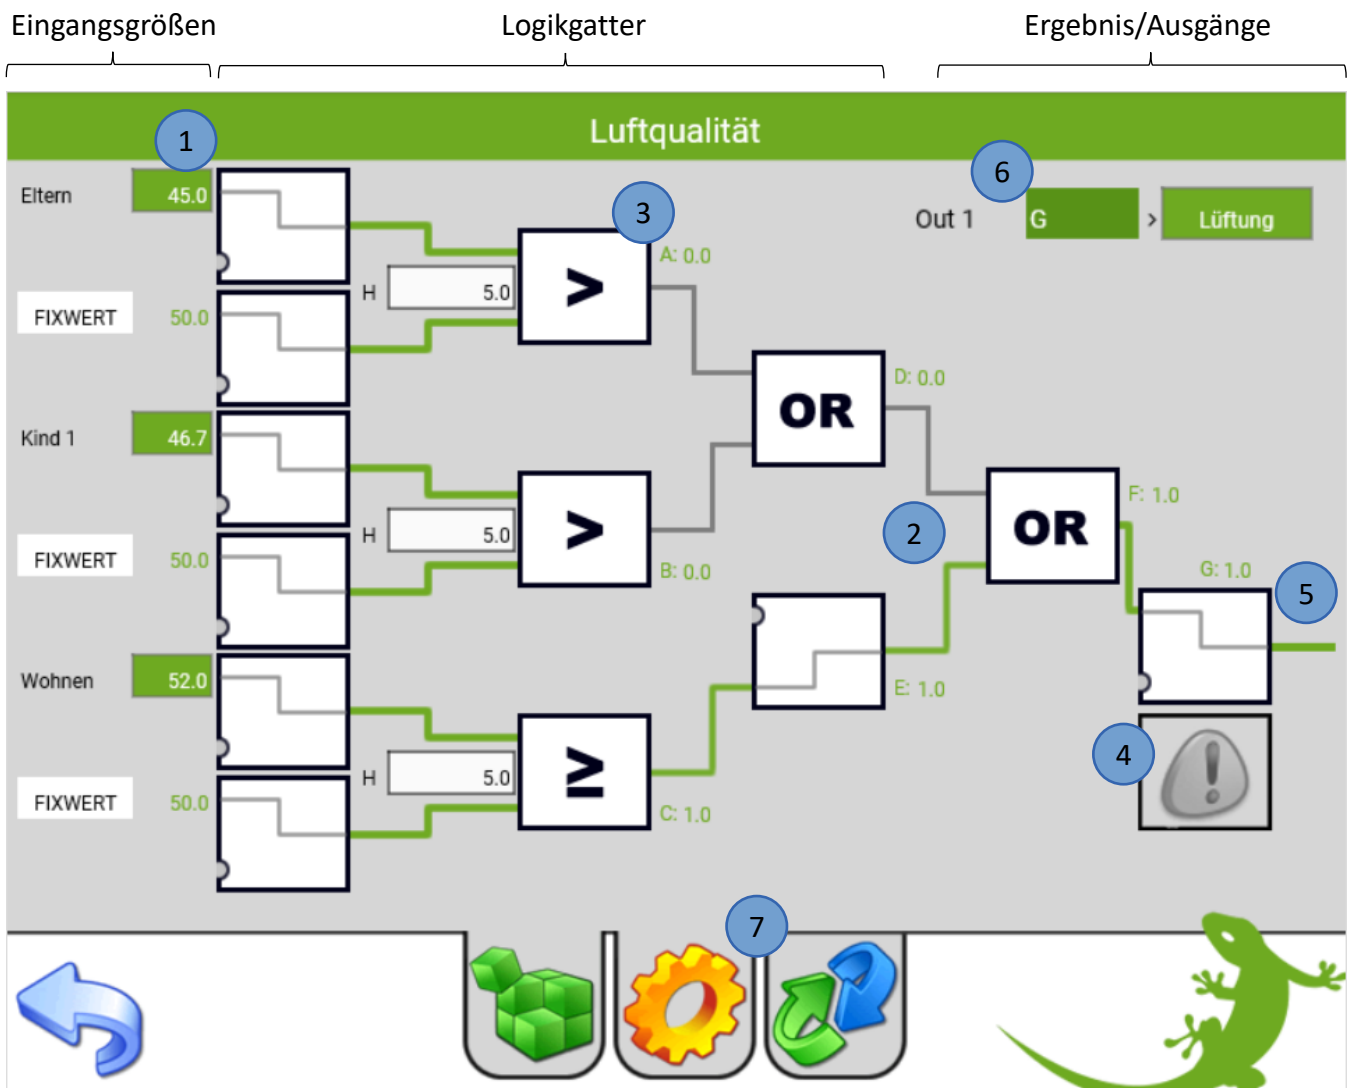 Eingangsgrößen Logikgatter Ergebnis/Ausgänge
Luftqualität
1
6
Eltern 45.0
3
Out 1 G > Lüftung
A: 0.0
H 5.0 >
FIXWERT 50.0
D: 0.0
OR
Kind 1 46.7
F: 1.0
H 5.0 > 2 OR
FIXWERT 50.0
B: 0.0
G: 1.0
5
Wohnen 52.0
E: 1.0
4
H 5.0 ≥
FIXWERT 50.0
C: 1.0
7